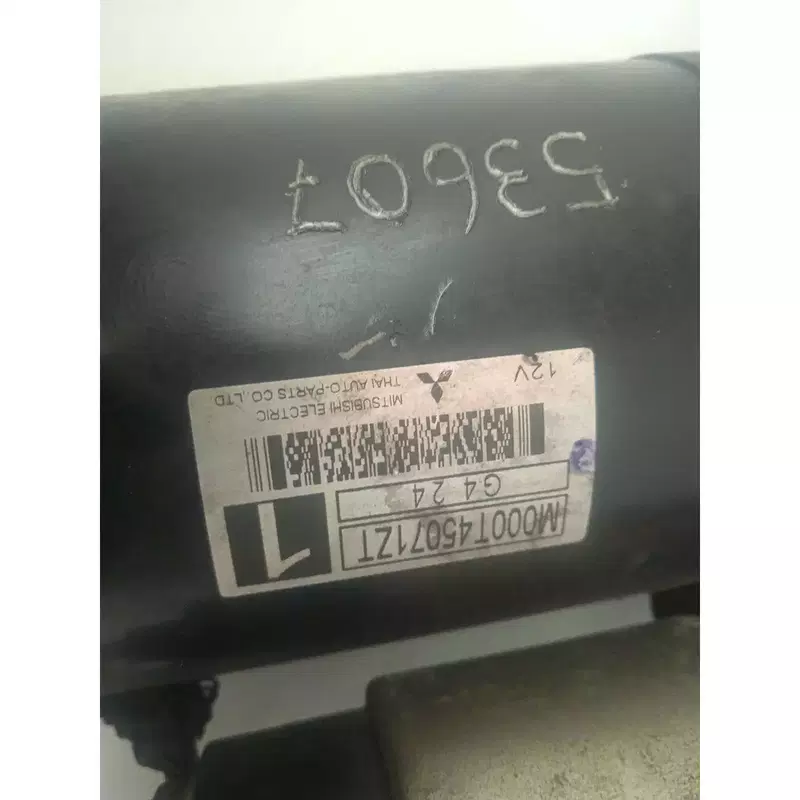 M000T45071ZT
1
G4 24
MITSUBISHI ELECTRIC
THAI AUTO-PARTS CO.,LTD
12V
53607